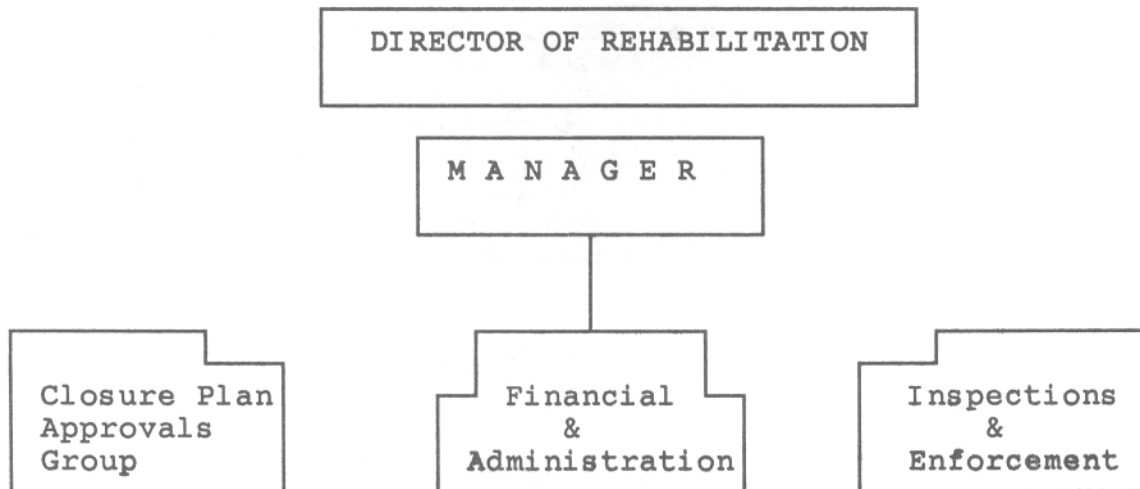 DIRECTOR OF REHABILITATION
M A N A G E R
Closure Plan
Approvals
Group
Financial
&
Administration
Inspections
&
Enforcement